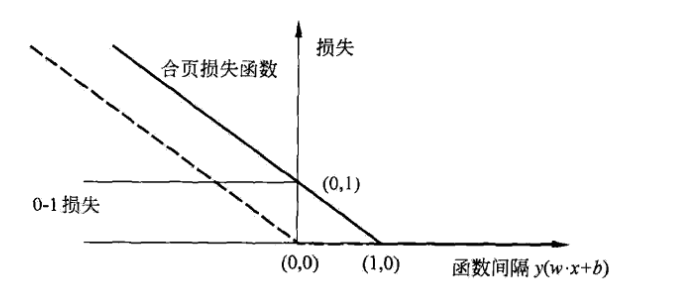 损失
合页损失函数
(0,1)
0-1损失
(0,0)
(1,0)
函数间隔 y(w·x+b)